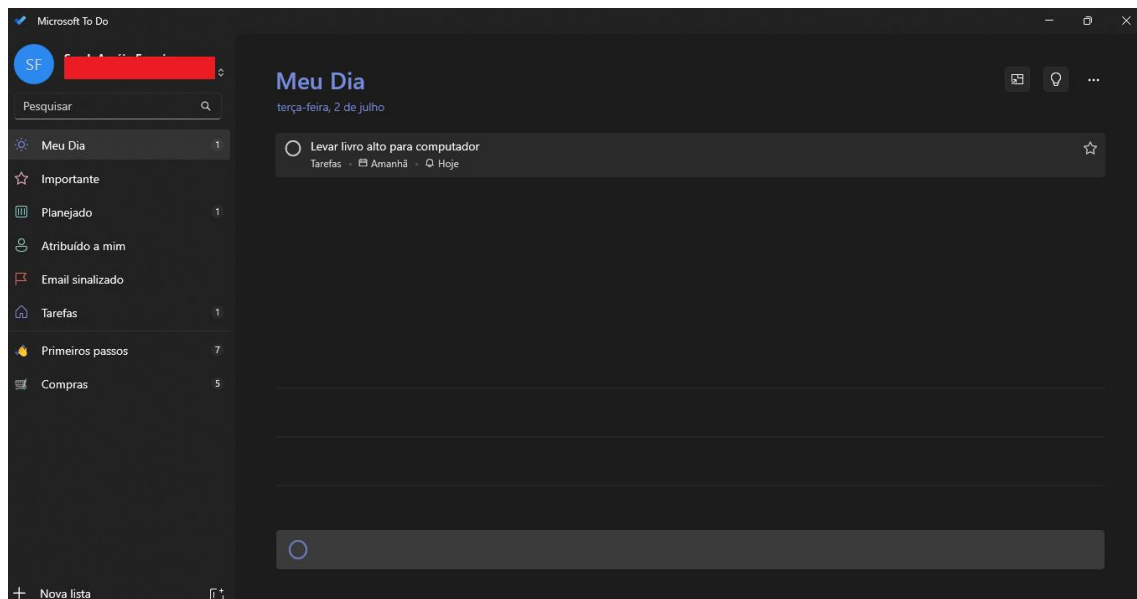 Microsoft To Do
SF
Pesquisar
Meu Dia 1
Importante
Planejado 1
Atribuído a mim
Email sinalizado
Tarefas 1
Primeiros passos 7
Compras 5
Nova lista
Meu Dia
terça-feira, 2 de julho
Levar livro alto para computador
Tarefas Amanhã Hoje